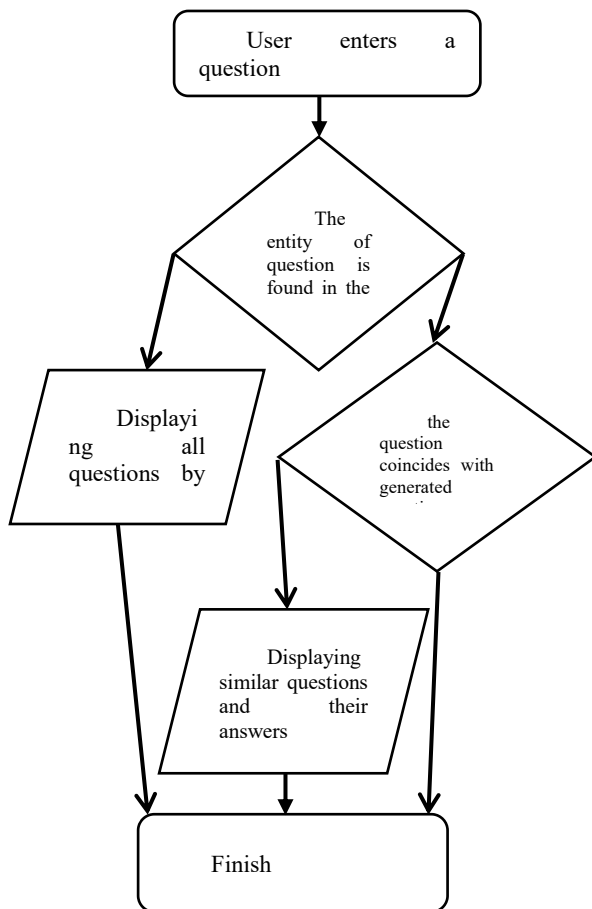 User enters a
question
The
entity of
question is
found in the
Displayi
ng all
questions by
the
question
coincides with
generated
Displaying
similar questions
and their
answers
Finish